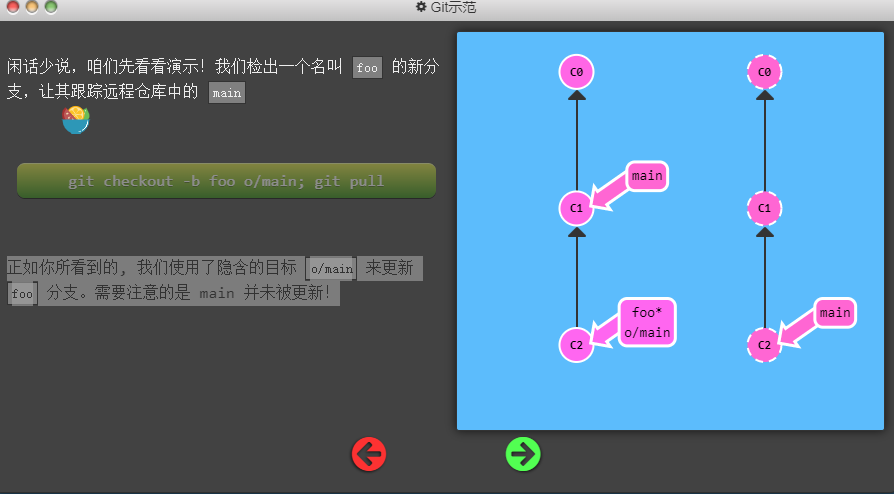 Git示范
闲话少说，咱们先看看演示！我们检出一个名叫 foo 的新分
支，让其跟踪远程仓库中的 main
git checkout -b foo o/main; git pull
正如你所看到的, 我们使用了隐含的目标 o/main 来更新
foo 分支。需要注意的是 main 并未被更新！
C0
main
C1
foo*
o/main
C2
C0
C1
main
C2